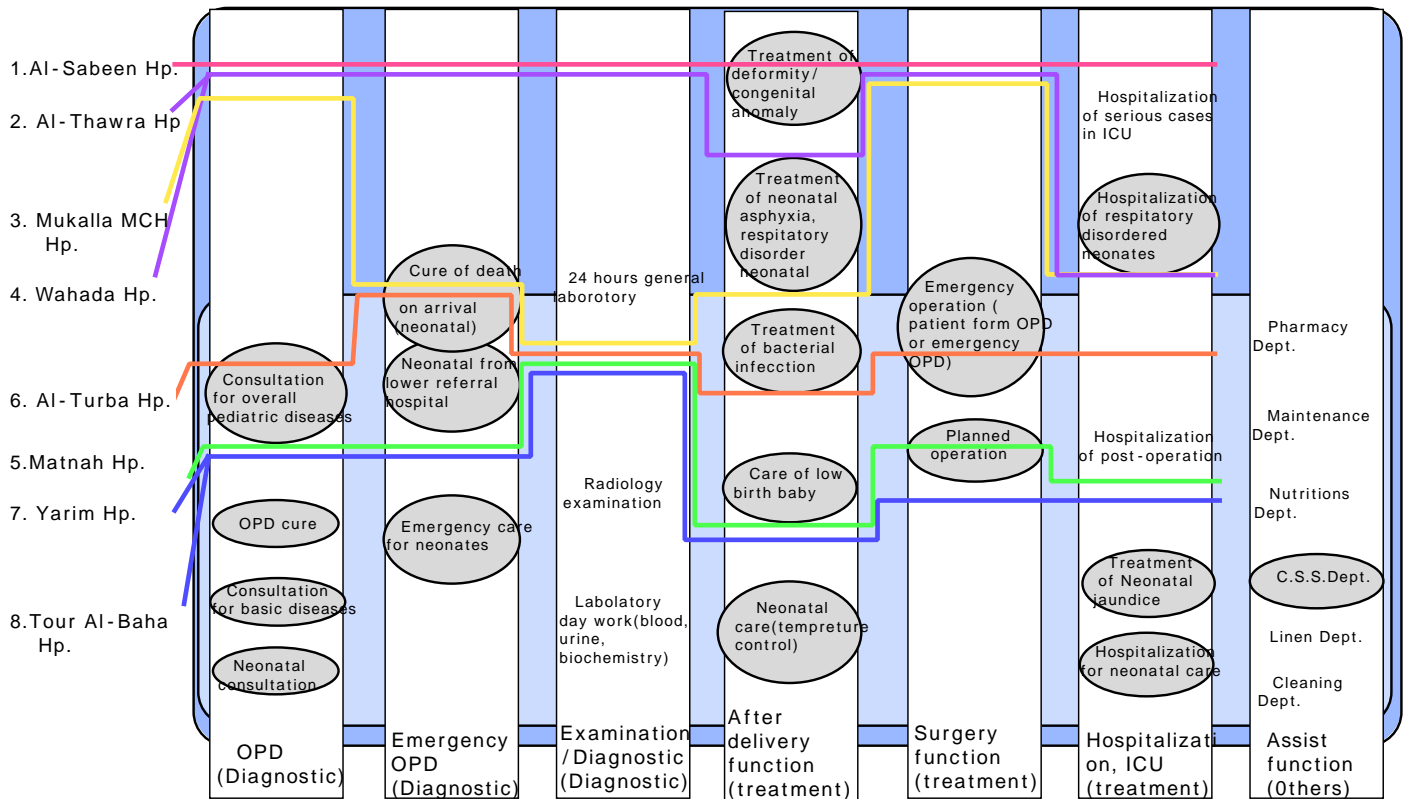 1.Al-Sabeen Hp.
2. Al-Thawra Hp
3. Mukalla MCH
Hp.
4. Wahada Hp.
6. Al-Turba Hp.
5.Matnah Hp.
7. Yarim Hp.
8.Tour Al-Baha
Hp.
Consultation
for overall
pediatric diseases
OPD cure
Consultation
for basic diseases
Neonatal
consultation
OPD
(Diagnostic)
Cure of death
on arrival
(neonatal)
Neonatal from
lower referral
hospital
Emergency care
for neonates
Emergency
OPD
(Diagnostic)
24 hours general
laborotory
Radiology
examination
Labolatory
day work(blood,
urine,
biochemistry)
Examination
/Diagnostic
(Diagnostic)
Treatment of
deformity/
congenital
anomaly
Treatment
of neonatal
asphyxia,
respitatory
disorder
neonatal
Treatment
of bacterial
infecction
Care of low
birth baby
Neonatal
care(tempreture
control)
After
delivery
function
(treatment)
Emergency
operation (
patient form OPD
or emergency
OPD)
Planned
operation
Surgery
function
(treatment)
Hospitalization
of serious cases
in ICU
Hospitalization
of respitatory
disordered
neonates
Hospitalization
of post-operation
Treatment
of Neonatal
jaundice
Hospitalization
for neonatal care
Hospitalizati
on, ICU
(treatment)
Pharmacy
Dept.
Maintenance
Dept.
Nutritions
Dept.
C.S.S.Dept.
Linen Dept.
Cleaning
Dept.
Assist
function
(0thers)